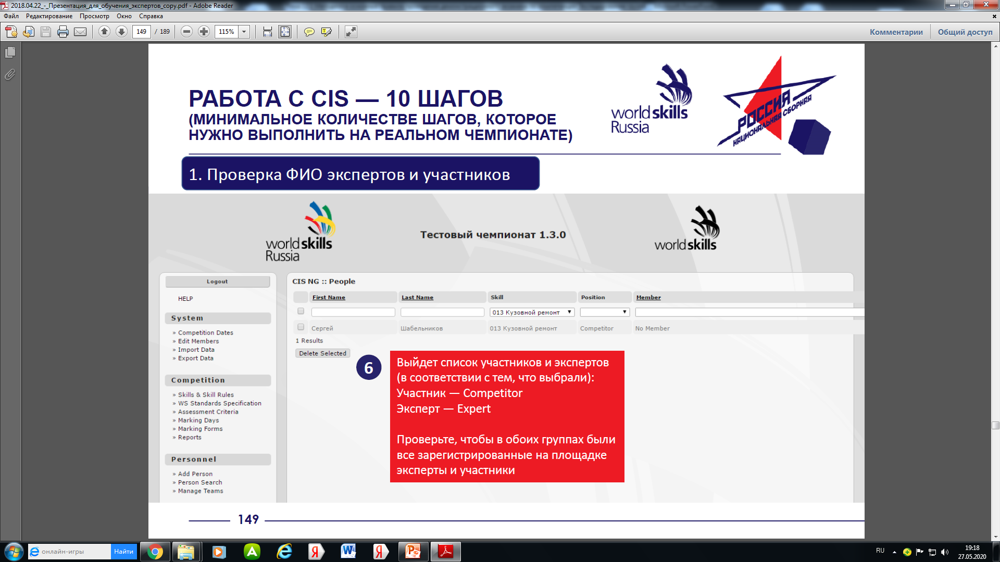 2018.04.22_-_Презентация_для_обучения_экспертов_copy.pdf - Adobe Reader
Файл Редактирование Просмотр Окно Справка
149 / 189 115% Комментарии Общий доступ
РАБОТА С CIS — 10 ШАГОВ
(МИНИМАЛЬНОЕ КОЛИЧЕСТВЕ ШАГОВ, КОТОРОЕ
НУЖНО ВЫПОЛНИТЬ НА РЕАЛЬНОМ ЧЕМПИОНАТЕ)
worldskills
Russia
РОССИЯ
НАЦИОНАЛЬНАЯ СБОРНАЯ
1. Проверка ФИО экспертов и участников
worldskills
Russia
Тестовый чемпионат 1.3.0
worldskills
Logout
HELP
System
» Competition Dates
» Edit Members
» Import Data
» Export Data
Competition
» Skills & Skill Rules
» WS Standards Specification
» Assessment Criteria
» Marking Days
» Marking Forms
» Reports
Personnel
» Add Person
» Person Search
» Manage Teams
CIS NG :: People
First Name Last Name Skill Position Member
013 Кузовной ремонт
Сергей Шабельников 013 Кузовной ремонт Competitor No Member
1 Results
Delete Selected
6
Выйдет список участников и экспертов
(в соответствии с тем, что выбрали):
Участник — Competitor
Эксперт — Expert
Проверьте, чтобы в обоих группах были
все зарегистрированные на площадке
эксперты и участники
149
онлайн-игры Найти
RU
19:18
27.05.2020